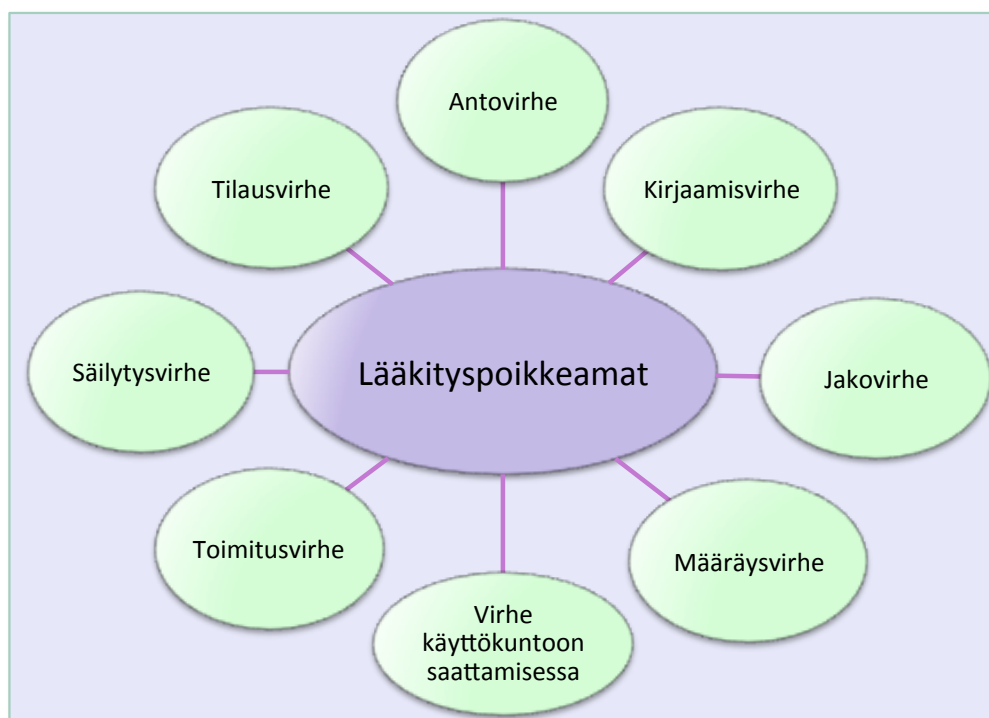 Antovirhe
Tilausvirhe
Kirjaamisvirhe
Säilytysvirhe
Lääkityspoikkeamat
Jakovirhe
Toimitusvirhe
Määräysvirhe
Virhe
käyttökuntoon
saattamisessa